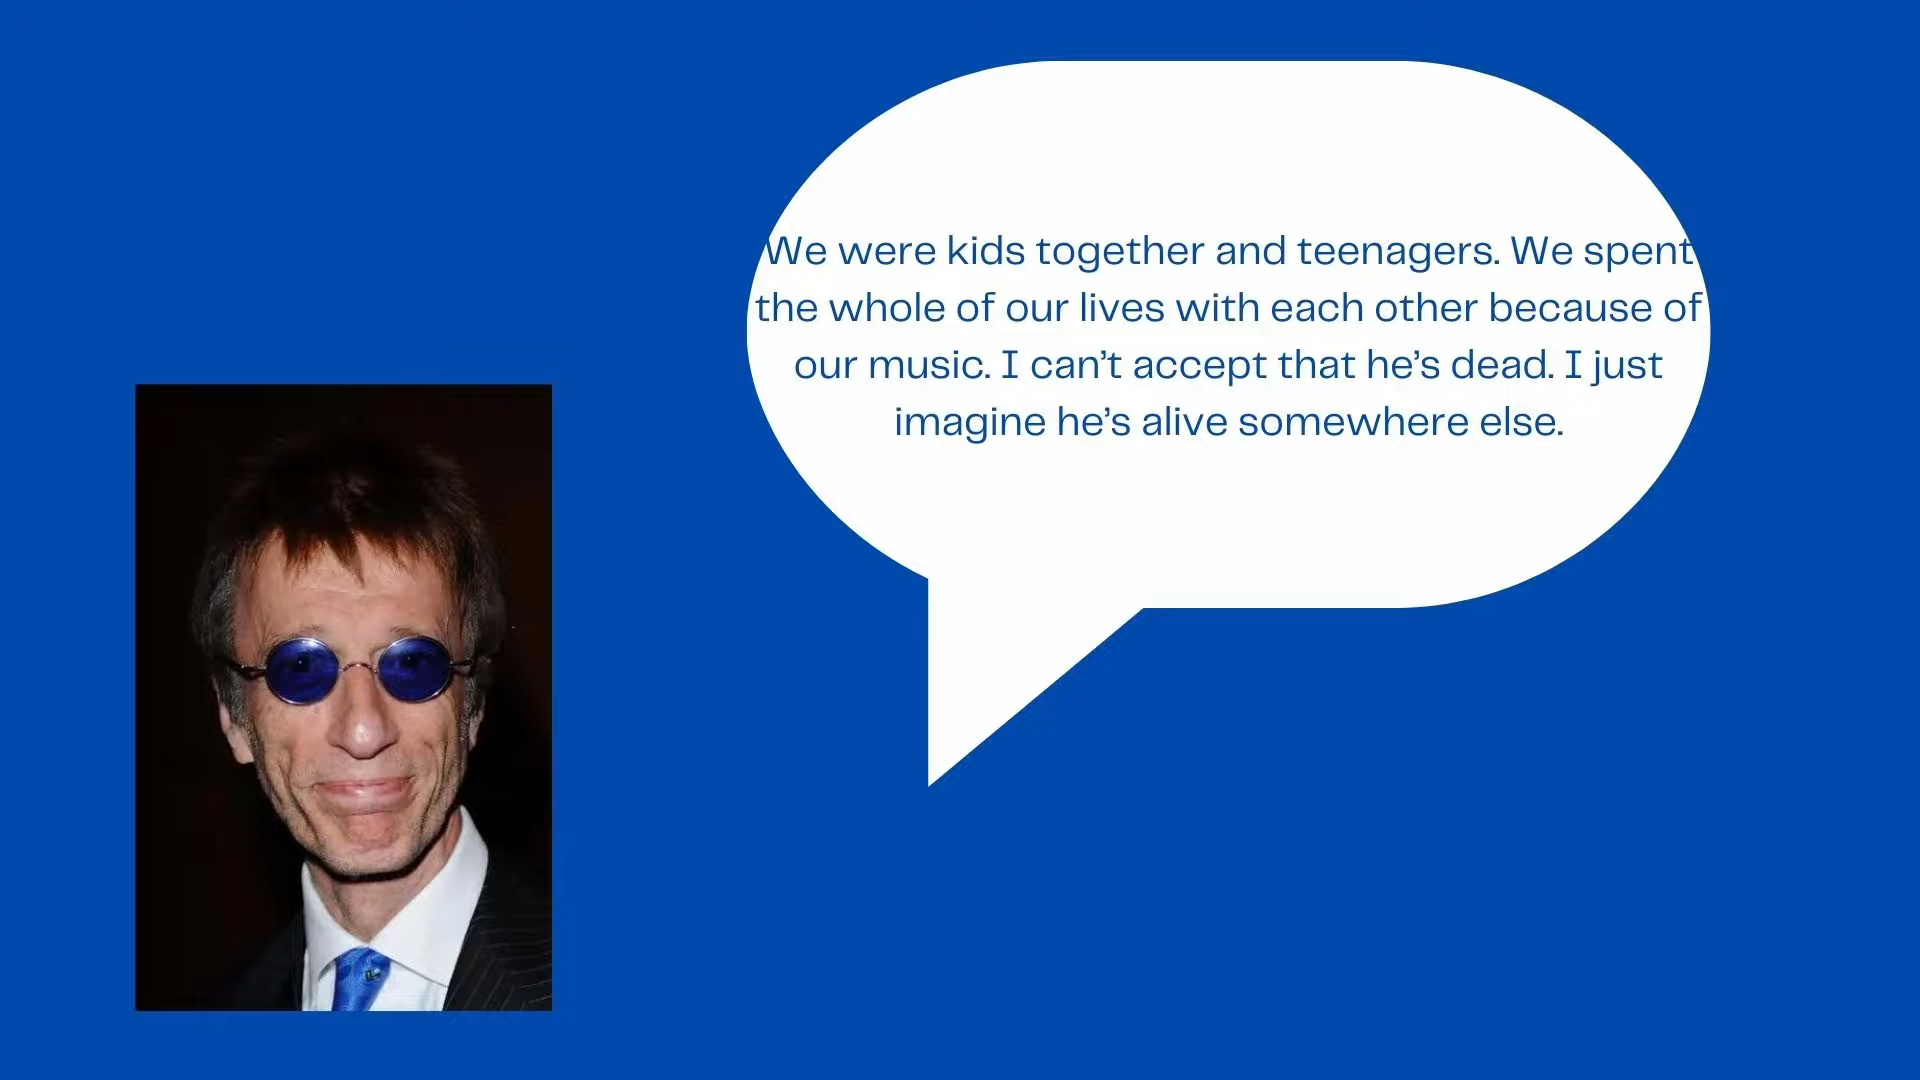 We were kids together and teenagers. We spent
the whole of our lives with each other because of
our music. I can’t accept that he’s dead. I just
imagine he’s alive somewhere else.